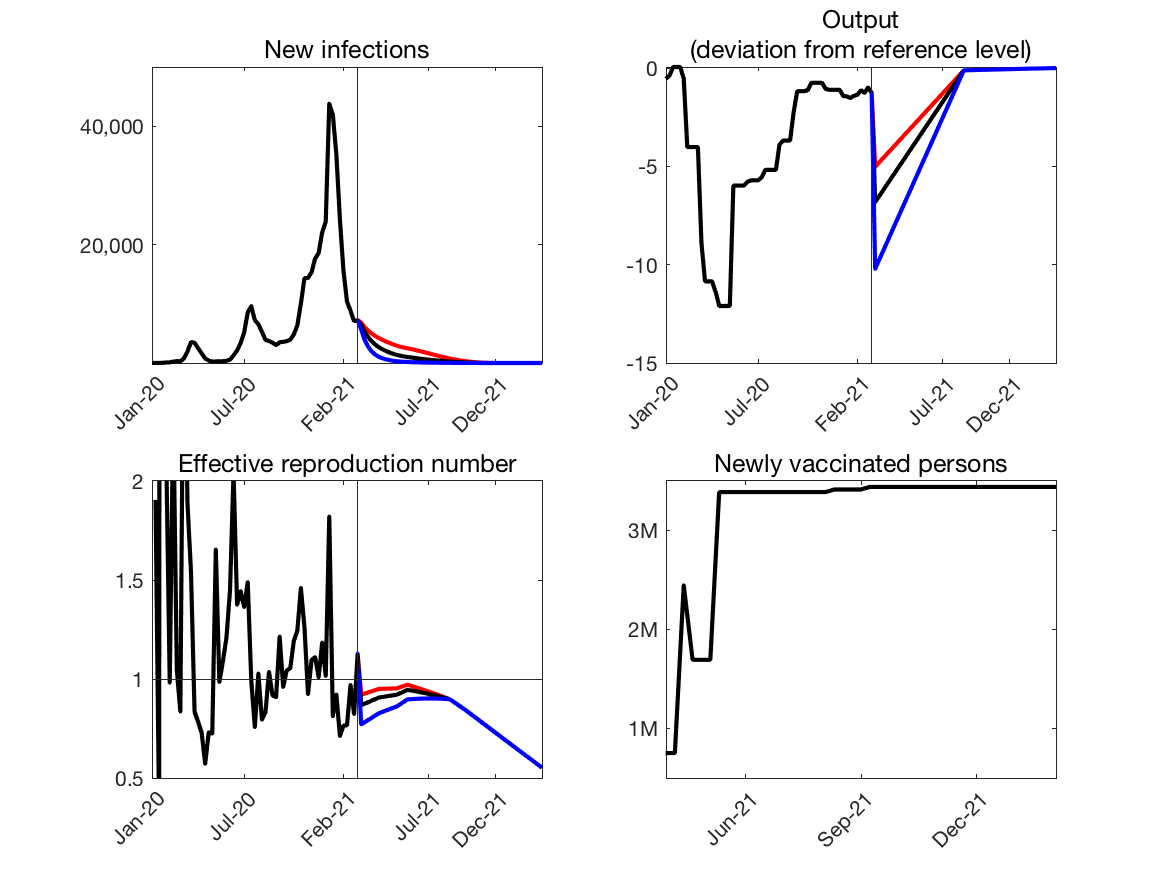 New infections
40,000
20,000
Jan-20
Jul-20
Feb-21
Jul-21
Dec-21
Output
(deviation from reference level)
0
-5
-10
-15
Jan-20
Jul-20
Feb-21
Jul-21
Dec-21
Effective reproduction number
2
1.5
1
0.5
Jan-20
Jul-20
Feb-21
Jul-21
Dec-21
Newly vaccinated persons
3M
2M
1M
Jun-21
Sep-21
Dec-21